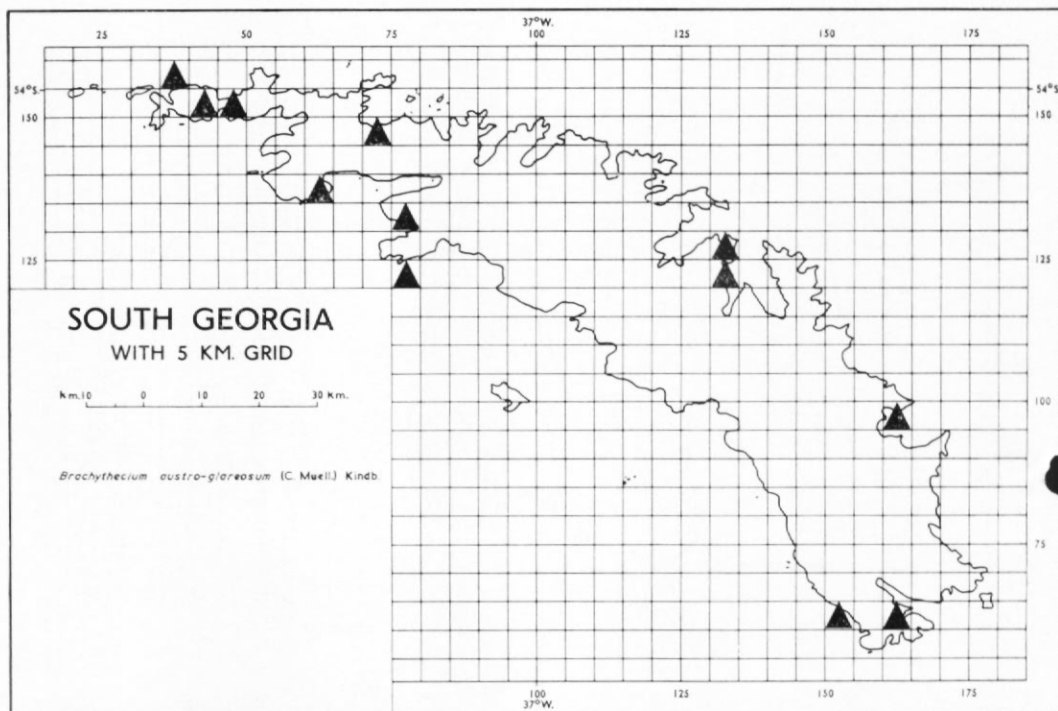 37°W.
25 50 75 100 125 150 175
54°S 54°S
150 150
125 125
SOUTH GEORGIA
WITH 5 KM. GRID
km.10 0 10 20 30 km.
100
Brachythecium austro-glareosum (C. Muell.) Kindb.
75
100 125 150 175
37°W.